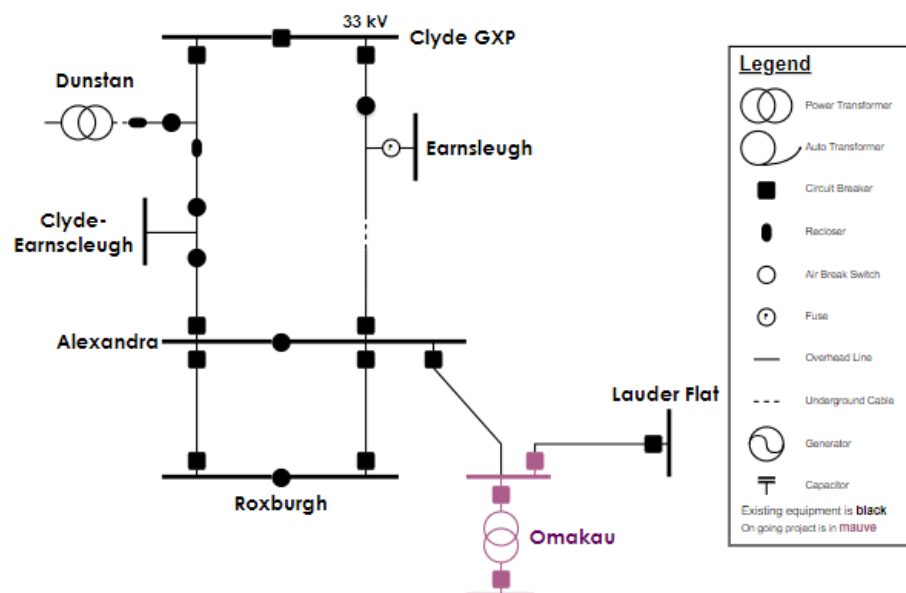 33 kV
Clyde GXP
Dunstan
Earnsleugh
Clyde-
Earnscleugh
Alexandra
Lauder Flat
Roxburgh
Omakau
Legend
Power Transformer
Auto Transformer
Circuit Breaker
Recloser
Air Break Switch
F
Fuse
Overhead Line
Underground Cable
Generator
Capacitor
Existing equipment is black
On going project is in mauve